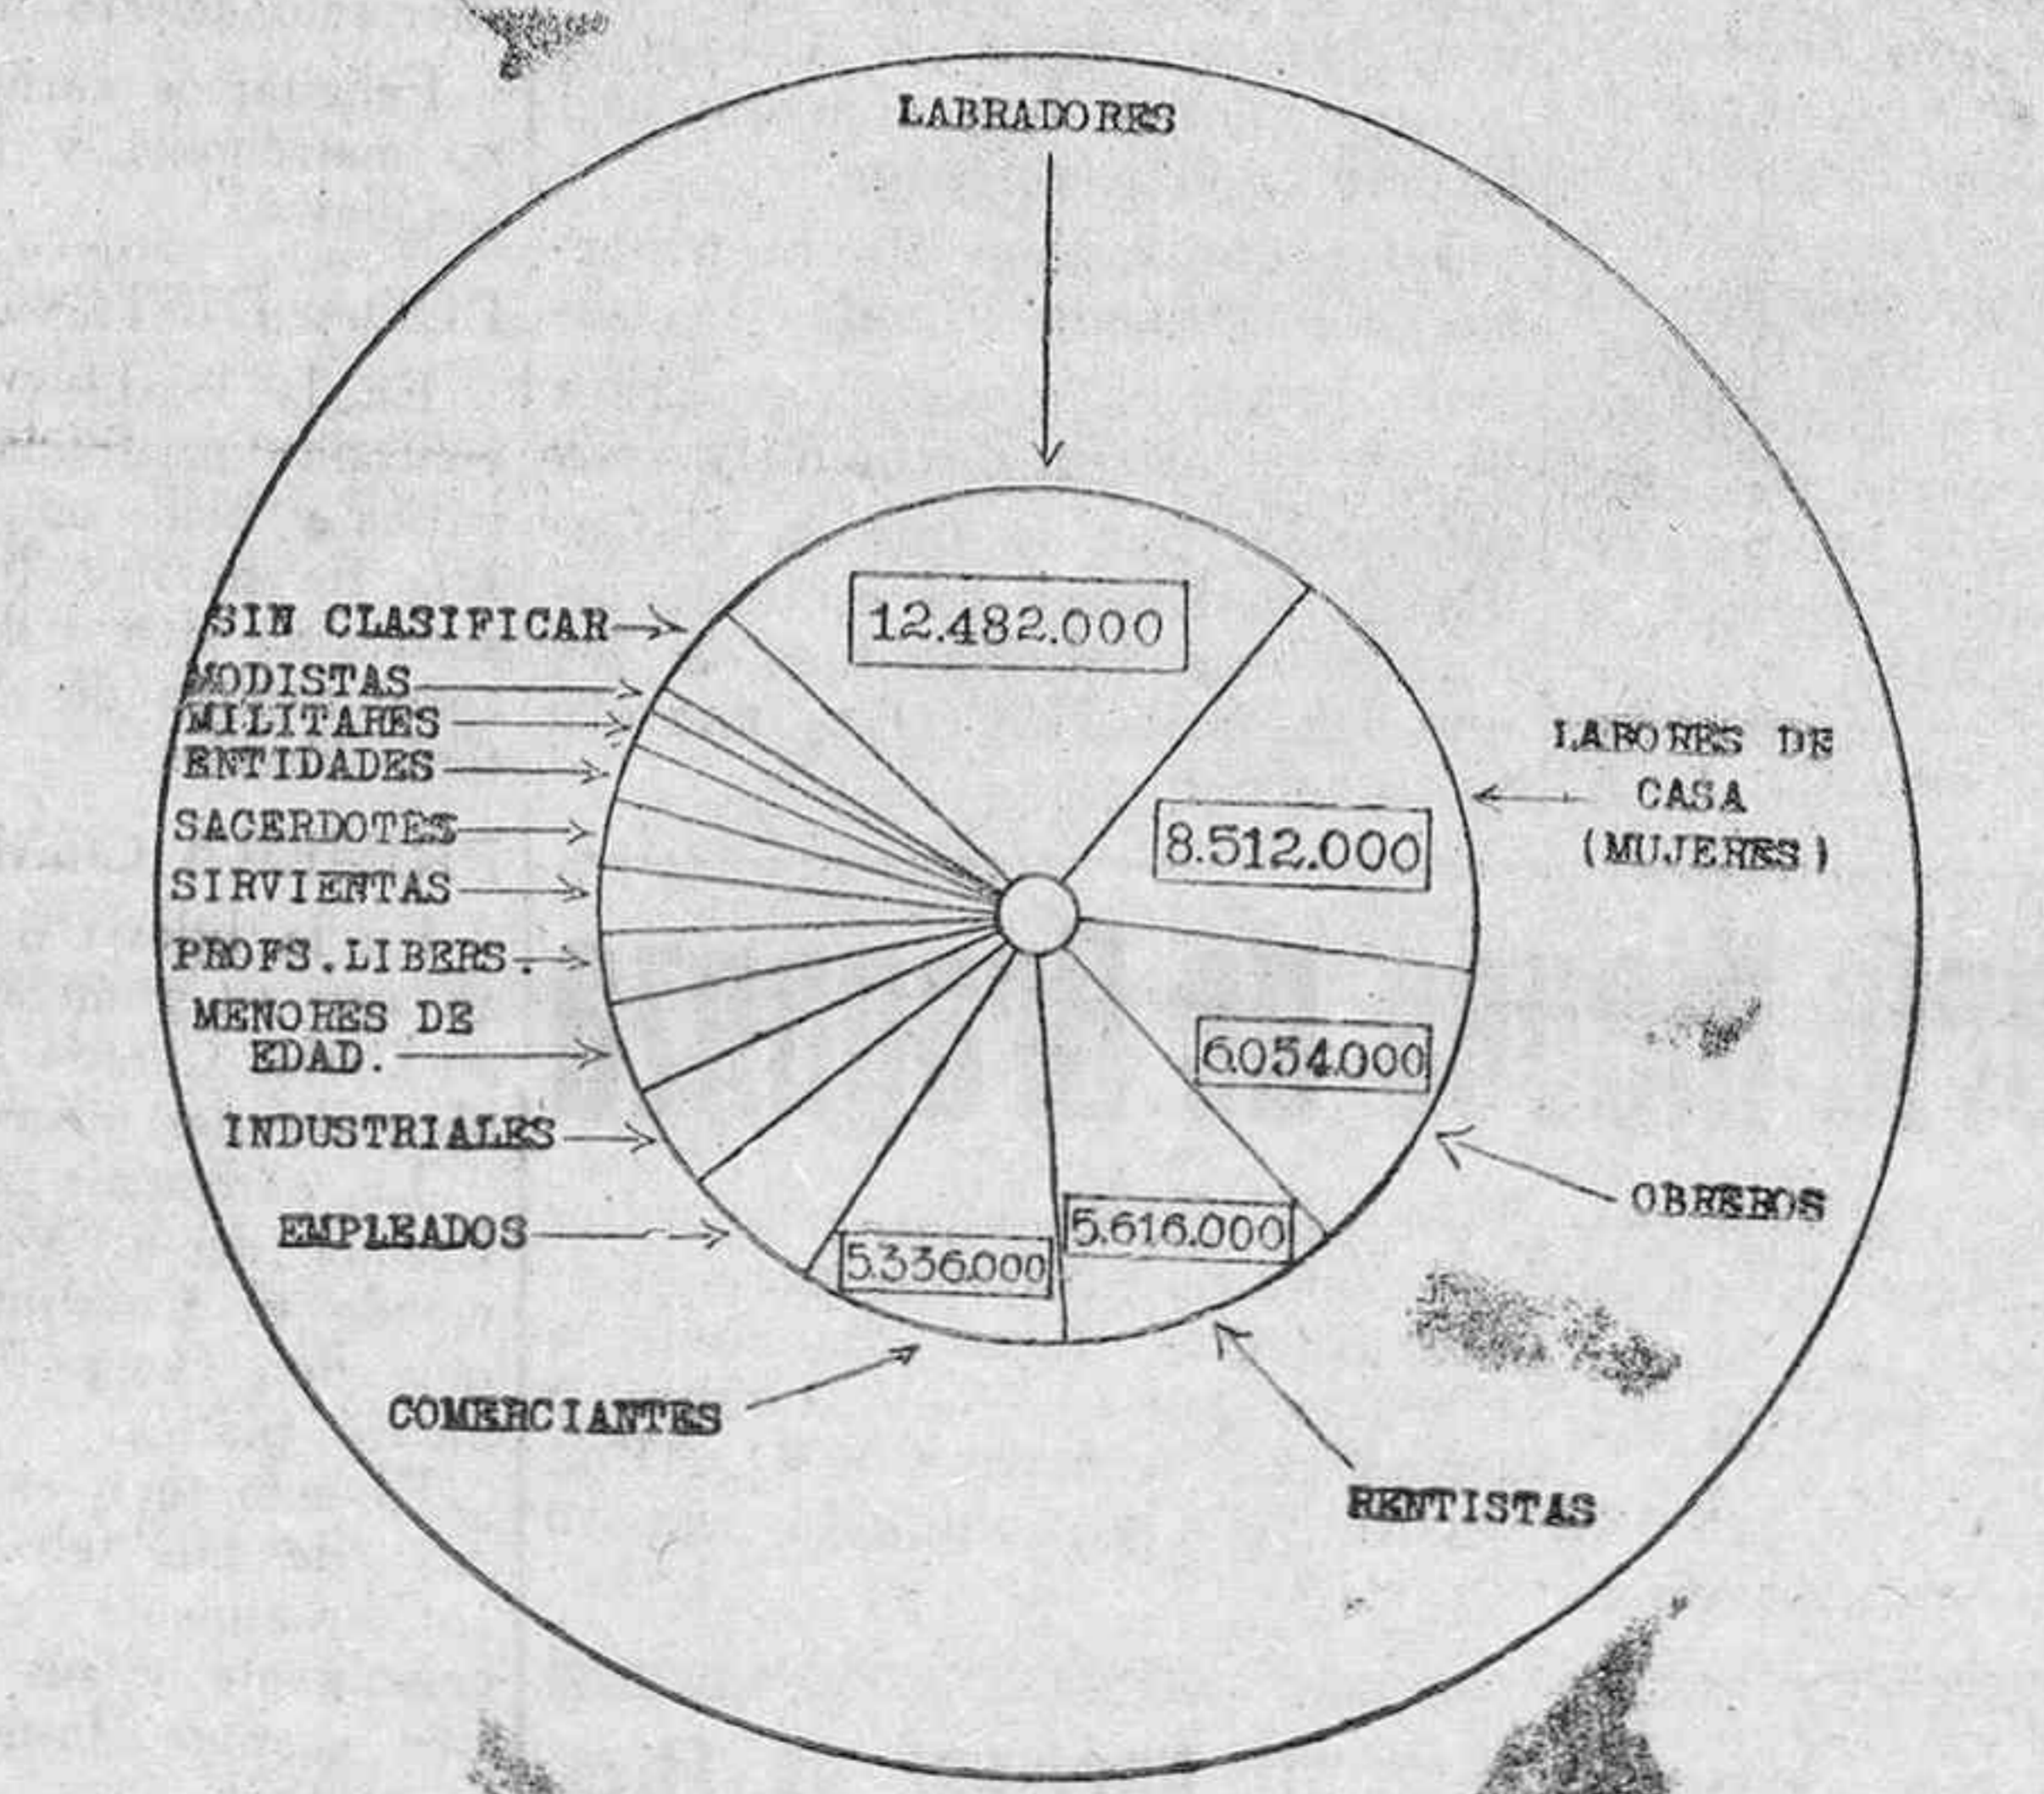 LABRADORES
12.482.000
SIN CLASIFICAR
MODISTAS
MILITARES
ENTIDADES
SACERDOTES
SIRVIENTAS
PROFS.LIBERS.
MENORES DE
EDAD.
INDUSTRIALES
EMPLEADOS
COMERCIANTES
LABORES DE
CASA
(MUJERES)
8.512.000
6.054.000
OBREROS
5.616.000
5.336.000
RENTISTAS